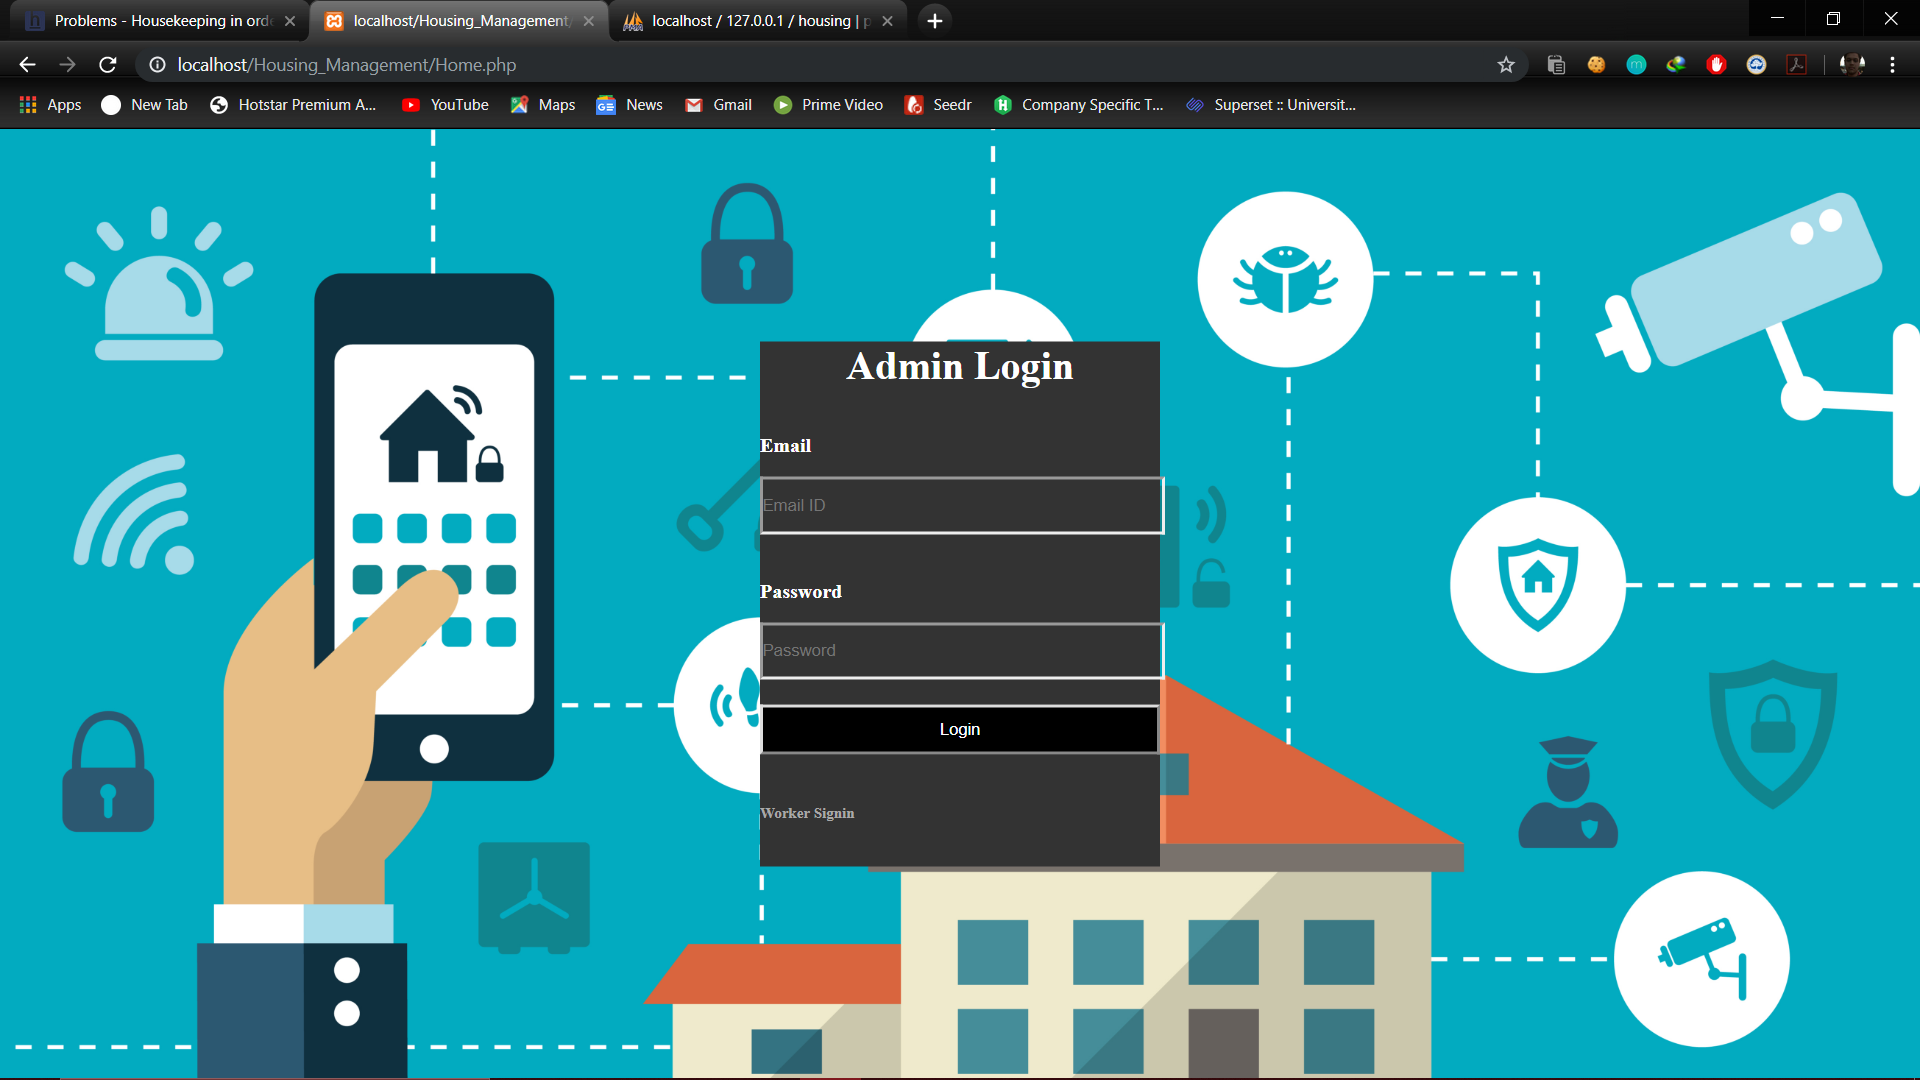 Problems - Housekeeping in ord
localhost/Housing_Management/
localhost / 127.0.0.1 / housing | p
localhost/Housing_Management/Home.php
Apps
New Tab
Hotstar Premium A...
YouTube
Maps
News
Gmail
Prime Video
Seedr
Company Specific T...
Superset :: Universit...
Admin Login
Email
Email ID
Password
Password
Login
Worker Signin